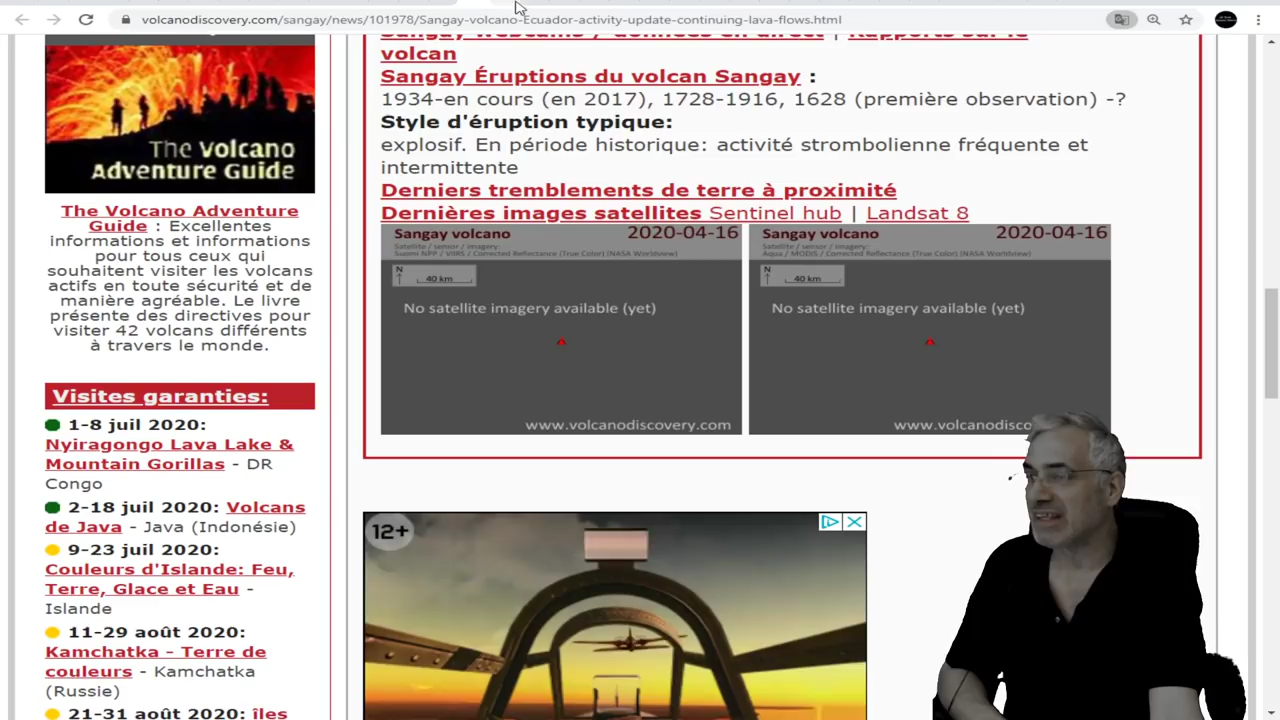 volcanodiscovery.com/sangay/news/101978/Sangay-volcano-Ecuador-activity-update-continuing-lava-flows.html
The Volcano
Adventure Guide
The Volcano Adventure
Guide : Excellentes
informations et informations
pour tous ceux qui
souhaitent visiter les volcans
actifs en toute sécurité et de
manière agréable. Le livre
présente des directives pour
visiter 42 volcans différents
à travers le monde.
Visites garanties:
1-8 juil 2020:
Nyiragongo Lava Lake &
Mountain Gorillas - DR
Congo
2-18 juil 2020: Volcans
de Java - Java (Indonésie)
9-23 juil 2020:
Couleurs d'Islande: Feu,
Terre, Glace et Eau -
Islande
11-29 août 2020:
Kamchatka - Terre de
couleurs - Kamchatka
(Russie)
21-31 août 2020: îles
Sangay webcams / données en direct | Rapports sur le
volcan
Sangay Éruptions du volcan Sangay :
1934-en cours (en 2017), 1728-1916, 1628 (première observation) -?
Style d'éruption typique:
explosif. En période historique: activité strombolienne fréquente et
intermittente
Derniers tremblements de terre à proximité
Dernières images satellites Sentinel hub | Landsat 8
Sangay volcano 2020-04-16
Satellite / sensor / imagery:
Suomi NPP / VIIRS / Corrected Reflectance (True Color) (NASA Worldview)
N
40 km
No satellite imagery available (yet)
www.volcanodiscovery.com
Sangay volcano 2020-04-16
Satellite / sensor / imagery:
Aqua / MODIS / Corrected Reflectance (True Color) (NASA Worldview)
N
40 km
No satellite imagery available (yet)
www.volcanodisco
12+